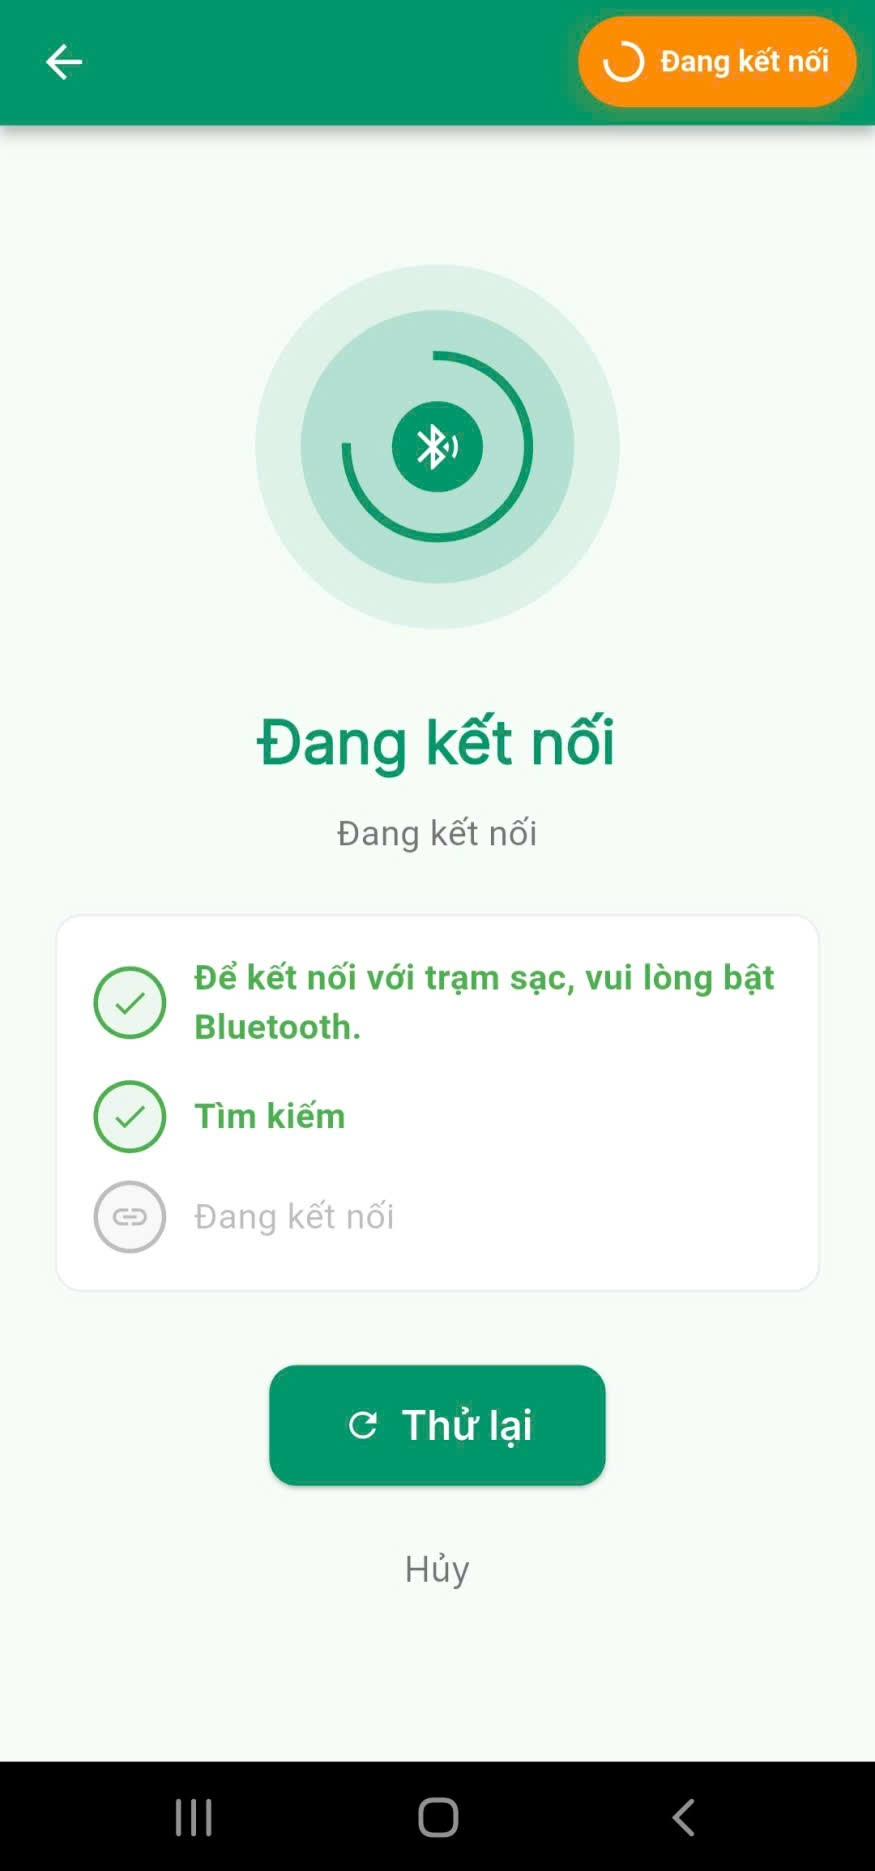 Đang kết nối
Đang kết nối
Đang kết nối
Để kết nối với trạm sạc, vui lòng bật
Bluetooth.
Tìm kiếm
Đang kết nối
Thử lại
Hủy